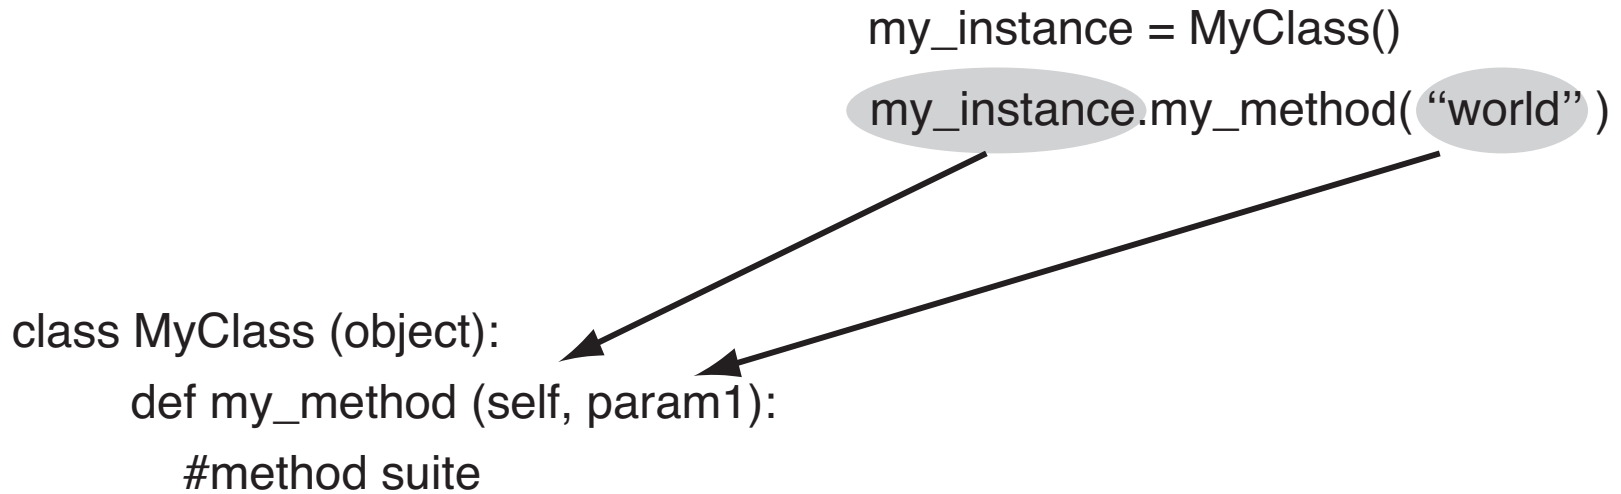 my_instance = MyClass()
my_instance.my_method( “world” )
class MyClass (object):
def my_method (self, param1):
#method suite